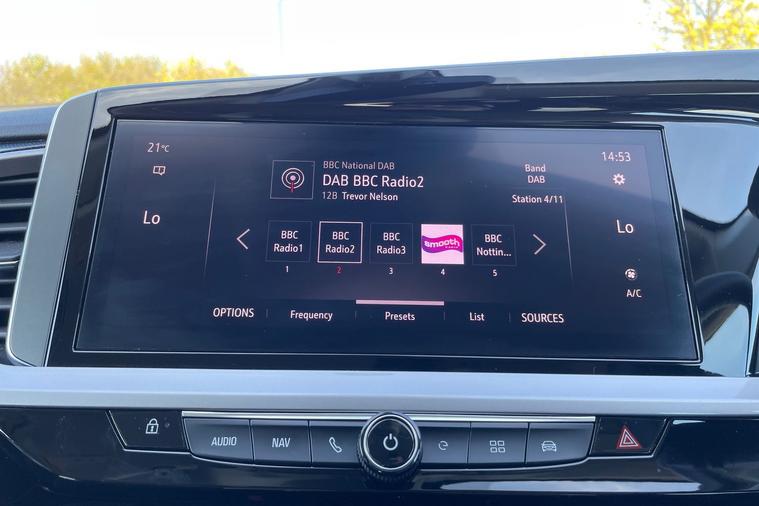 21°C
14:53
BBC National DAB
DAB BBC Radio2
12B Trevor Nelson
Band
DAB
Station 4/11
Lo
Lo
BBC
Radio1
BBC
Radio2
BBC
Radio3
smooth
RADIO
BBC
Nottin...
1
2
3
4
5
A/C
OPTIONS
Frequency
Presets
List
SOURCES
AUDIO
NAV